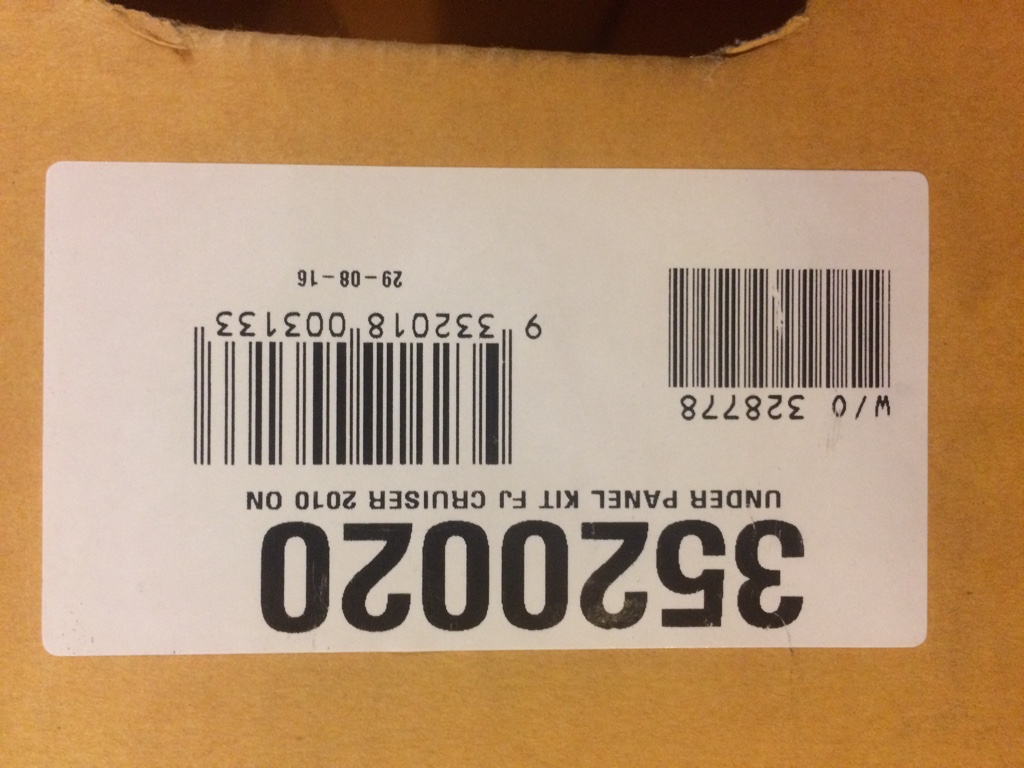 3520020
UNDER PANEL KIT FJ CRUISER 2010 ON
W/O 328778
9 332018 003133
29-08-16